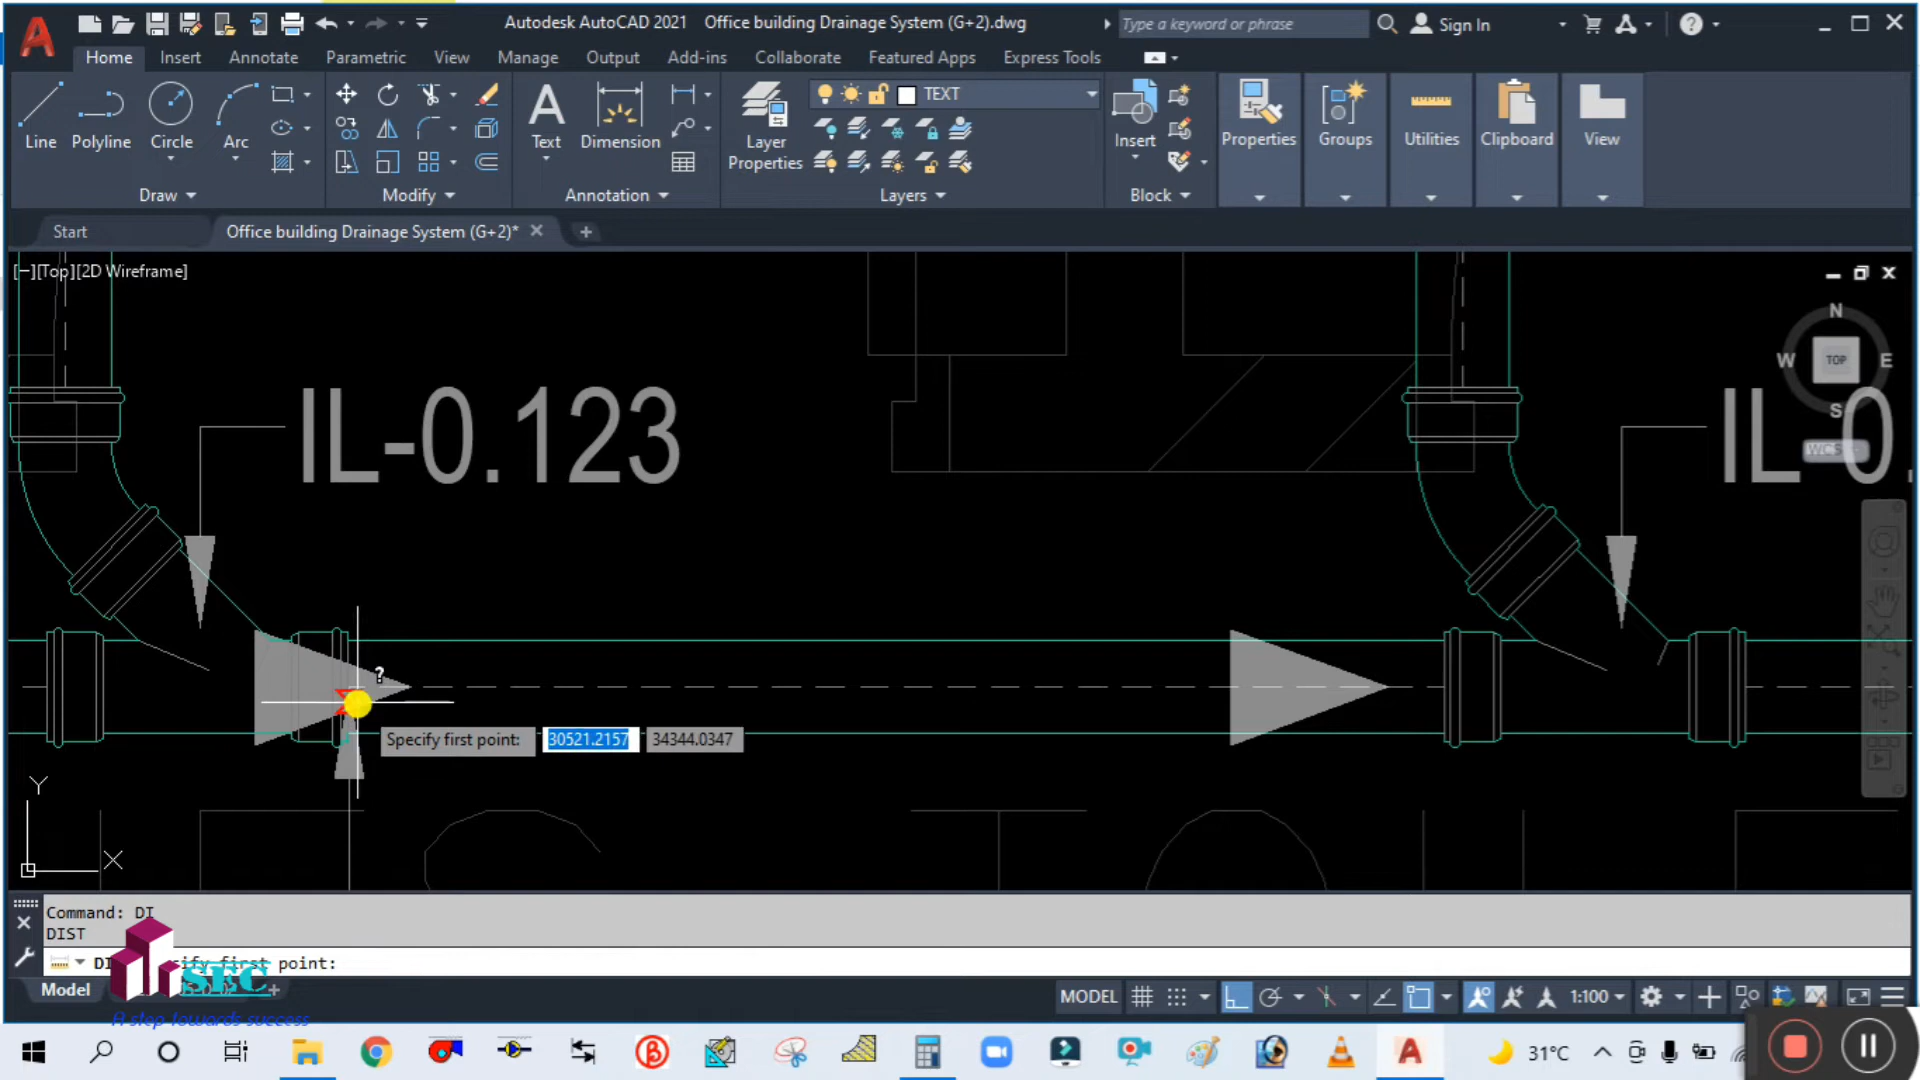 Autodesk AutoCAD 2021 Office building Drainage System (G+2).dwg
Type a keyword or phrase
Sign In
Home Insert Annotate Parametric View Manage Output Add-ins Collaborate Featured Apps Express Tools
TEXT
Line Polyline Circle Arc
Text Dimension
Layer Properties
Insert Properties Groups Utilities Clipboard View
Draw Modify Annotation Layers Block
Start Office building Drainage System (G+2)*
[−][Top][2D Wireframe]
N
W TOP E
S
WCS
IL-0.123
IL-0.
?
Specify first point: 30521.2157 34344.0347
Y
X
Command: DI
DIST
first point:
SEC
A step towards success
Model
MODEL 1:100
31°C